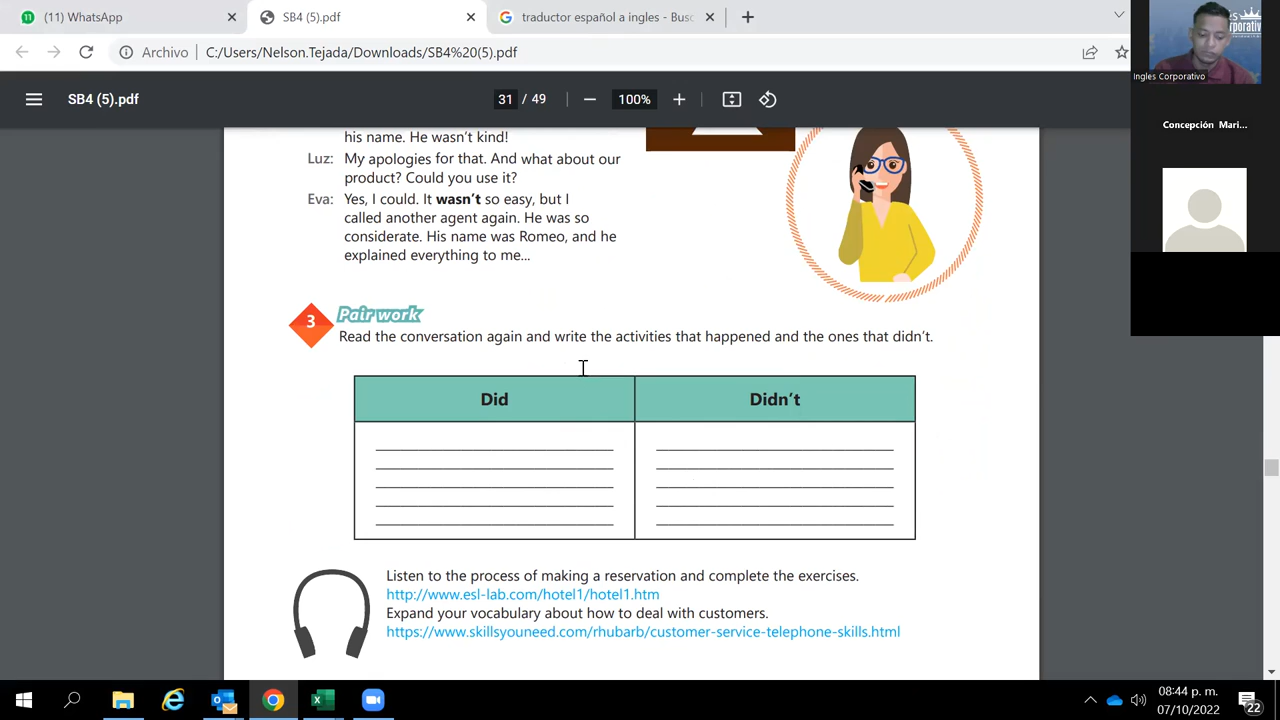 (11) WhatsApp
SB4 (5).pdf
traductor español a ingles - Busc
Archivo
C:/Users/Nelson.Tejada/Downloads/SB4%20(5).pdf
SB4 (5).pdf
31 / 49
100%
Ingles Corporativo
Concepción Mari...
his name. He wasn't kind!
Luz: My apologies for that. And what about our
product? Could you use it?
Eva: Yes, I could. It wasn't so easy, but I
called another agent again. He was so
considerate. His name was Romeo, and he
explained everything to me...
3 Pair work
Read the conversation again and write the activities that happened and the ones that didn't.
Did Didn't
Listen to the process of making a reservation and complete the exercises.
http://www.esl-lab.com/hotel1/hotel1.htm
Expand your vocabulary about how to deal with customers.
https://www.skillsyouneed.com/rhubarb/customer-service-telephone-skills.html
08:44 p. m.
07/10/2022
22